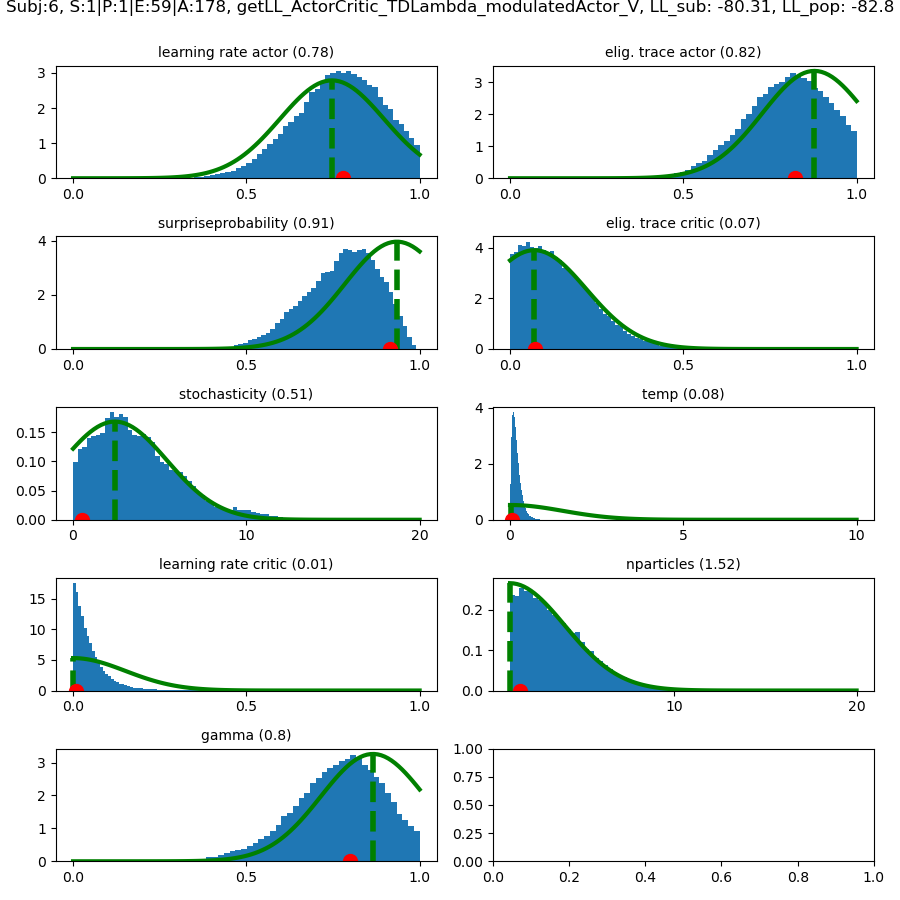 Subj:6, S:1|P:1|E:59|A:178, getLL_ActorCritic_TDLambda_modulatedActor_V, LL_sub: -80.31, LL_pop: -82.8
learning rate actor (0.78)
3
2
1
0
0.0 0.5 1.0
elig. trace actor (0.82)
3
2
1
0
0.0 0.5 1.0
surpriseprobability (0.91)
4
2
0
0.0 0.5 1.0
elig. trace critic (0.07)
4
2
0
0.0 0.5 1.0
stochasticity (0.51)
0.15
0.10
0.05
0.00
0 10 20
temp (0.08)
4
2
0
0 5 10
learning rate critic (0.01)
15
10
5
0
0.0 0.5 1.0
nparticles (1.52)
0.2
0.1
0.0
10 20
gamma (0.8)
3
2
1
0
0.0 0.5 1.0
1.00
0.75
0.50
0.25
0.00
0.0 0.2 0.4 0.6 0.8 1.0